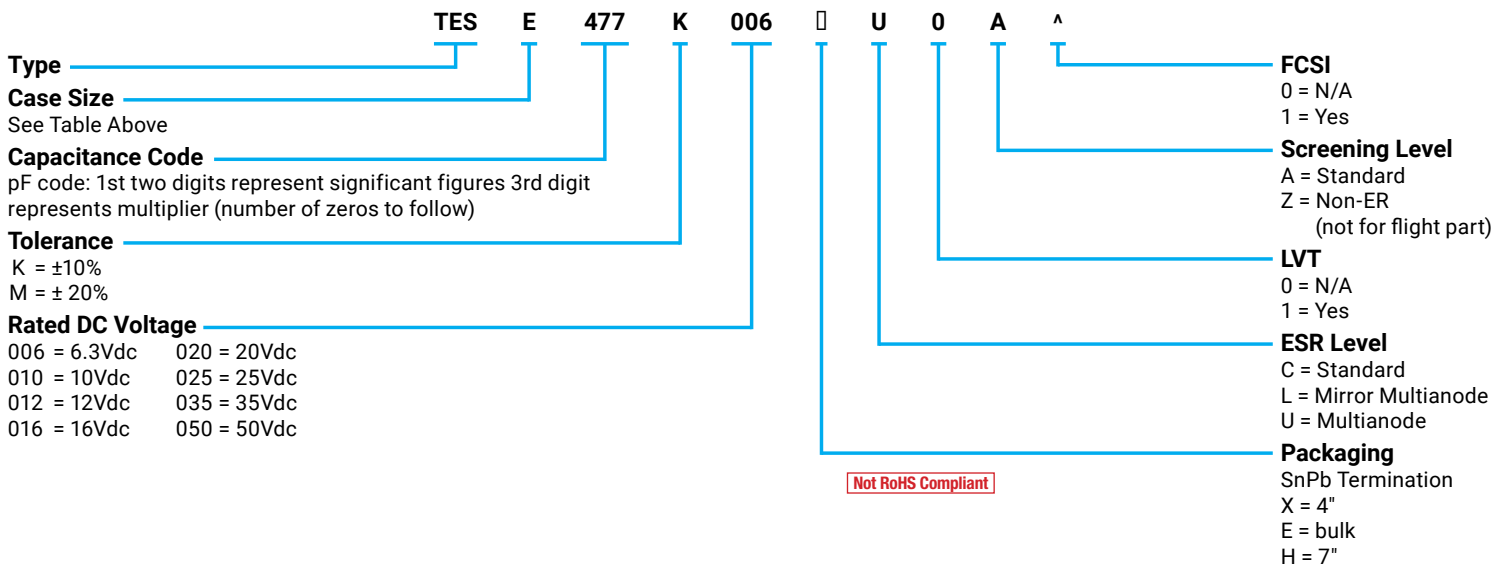 TES E 477 K 006 ▯ U 0 A ^
Type
Case Size
See Table Above
Capacitance Code
pF code: 1st two digits represent significant figures 3rd digit
represents multiplier (number of zeros to follow)
Tolerance
K = ±10%
M = ± 20%
Rated DC Voltage
006 = 6.3Vdc 020 = 20Vdc
010 = 10Vdc 025 = 25Vdc
012 = 12Vdc 035 = 35Vdc
016 = 16Vdc 050 = 50Vdc
FCSI
0 = N/A
1 = Yes
Screening Level
A = Standard
Z = Non-ER
(not for flight part)
LVT
0 = N/A
1 = Yes
ESR Level
C = Standard
L = Mirror Multianode
U = Multianode
Packaging
SnPb Termination
X = 4"
E = bulk
H = 7"
Not RoHS Compliant